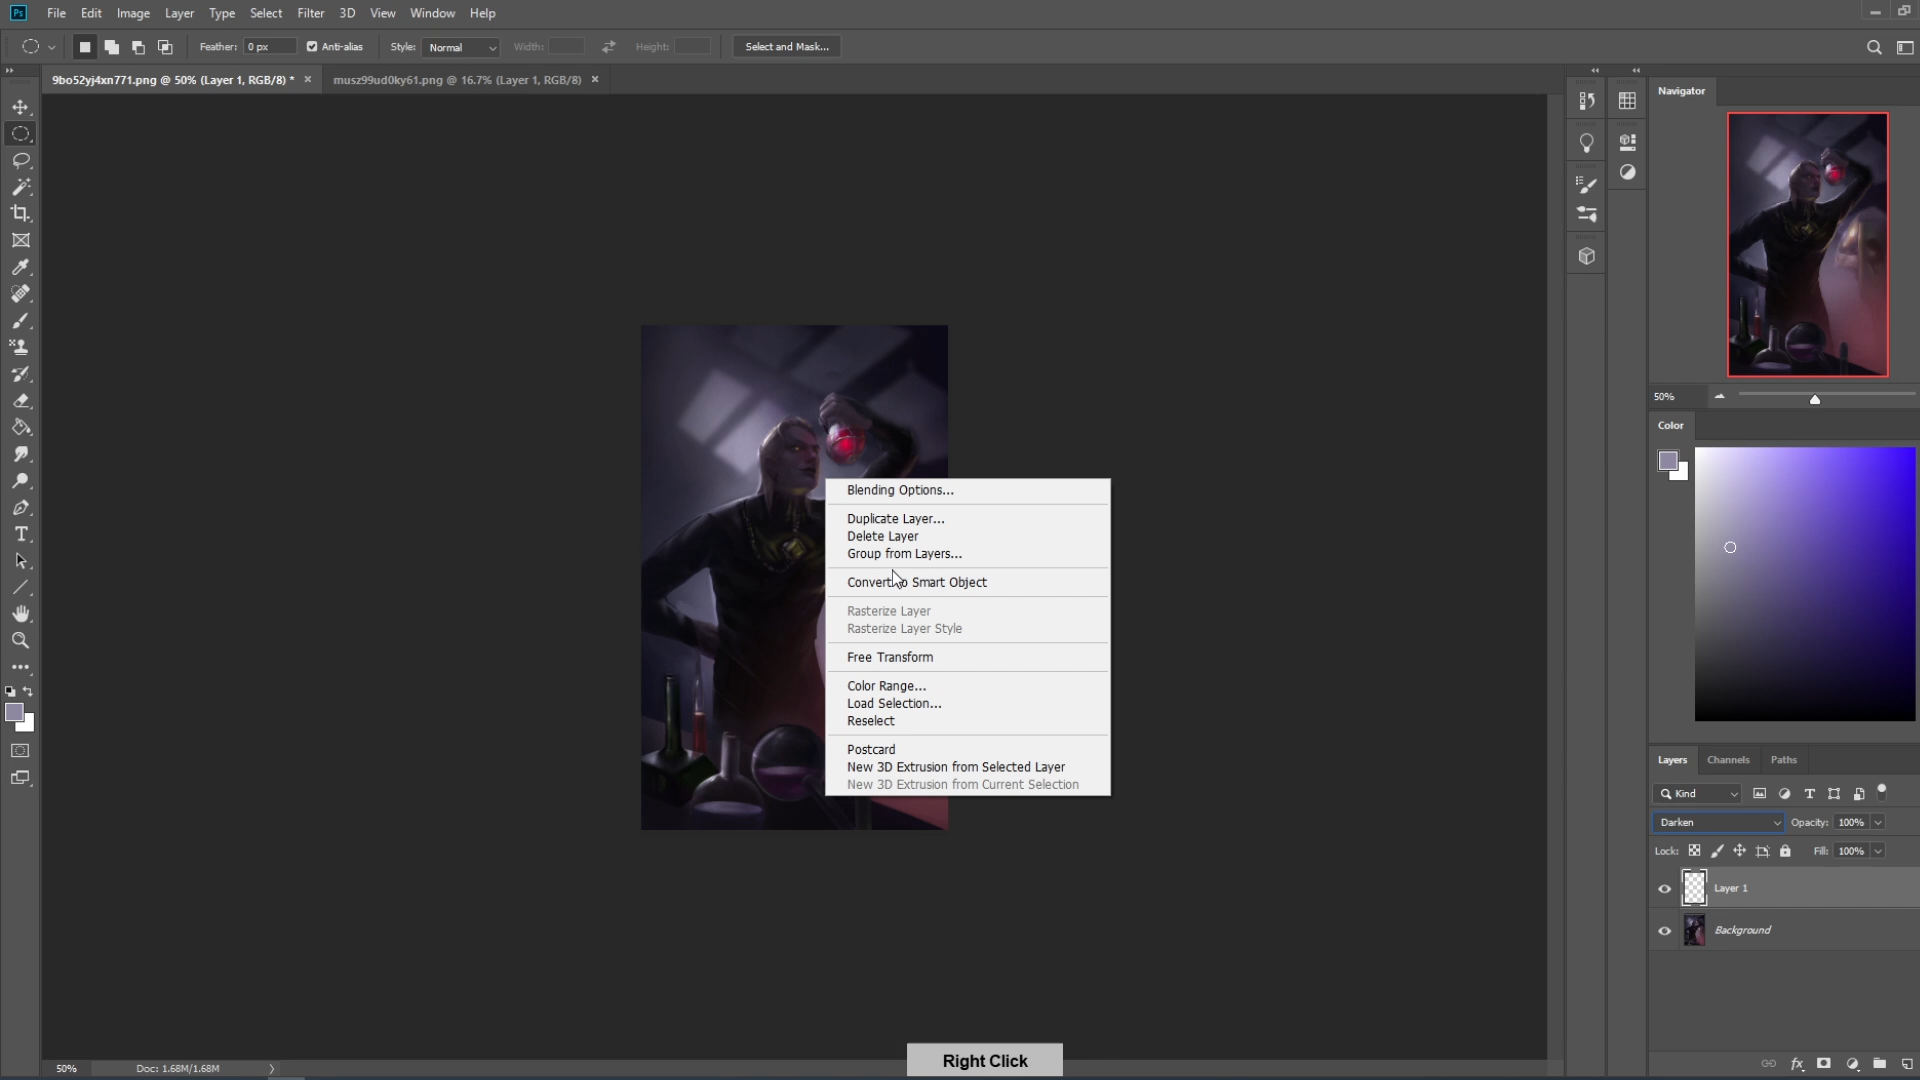 Ps File Edit Image Layer Type Select Filter 3D View Window Help
Feather: 0 px Anti-alias Style: Normal Width: Height: Select and Mask...
9bo52yj4xn771.png @ 50% (Layer 1, RGB/8) * musz99ud0ky61.png @ 16.7% (Layer 1, RGB/8)
Navigator
50%
Color
Blending Options...
Duplicate Layer...
Delete Layer
Group from Layers...
Convert to Smart Object
Rasterize Layer
Rasterize Layer Style
Free Transform
Color Range...
Load Selection...
Reselect
Postcard
New 3D Extrusion from Selected Layer
New 3D Extrusion from Current Selection
Layers Channels Paths
Kind
Darken Opacity: 100%
Lock: Fill: 100%
Layer 1
Background
50% Doc: 1.68M/1.68M
Right Click